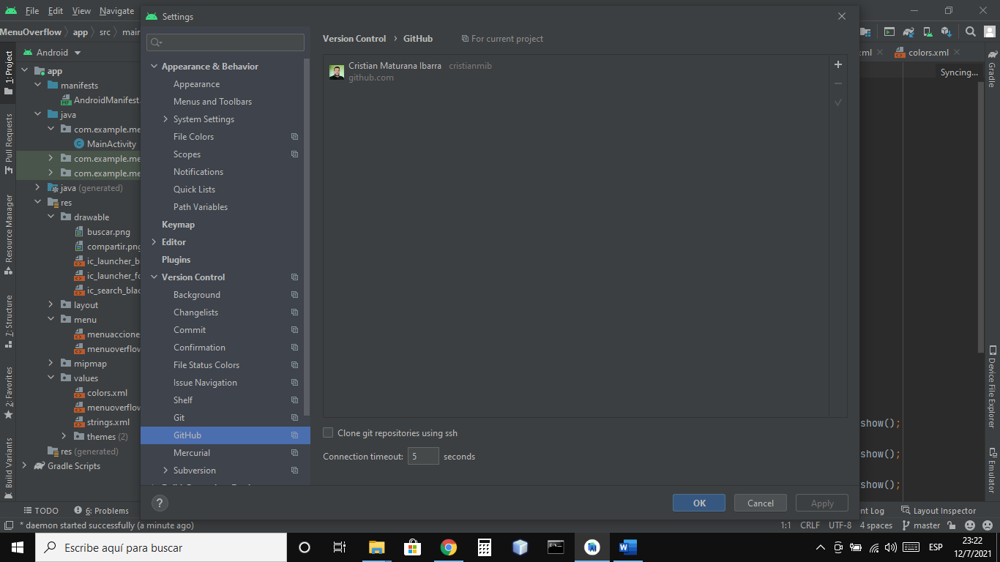 File Edit View Navigate
Settings
MenuOverflow app src
Version Control › GitHub For current project
Android
colors.xml
Syncing...
1: Project
Pull Requests
Resource Manager
7: Structure
2: Favorites
Build Variants
app
manifests
AndroidManifest.
java
com.example.me
MainActivity
com.example.me
com.example.me
java (generated)
res
drawable
buscar.png
compartir.png
ic_launcher_b
ic_launcher_fo
ic_search_blac
layout
menu
menuaccione
menuoverflow
mipmap
values
colors.xml
menuoverflow
strings.xml
themes (2)
res (generated)
Gradle Scripts
Appearance & Behavior
Appearance
Menus and Toolbars
System Settings
File Colors
Scopes
Notifications
Quick Lists
Path Variables
Keymap
Editor
Plugins
Version Control
Background
Changelists
Commit
Confirmation
File Status Colors
Issue Navigation
Shelf
Git
GitHub
Mercurial
Subversion
Cristian Maturana Ibarra cristianmib
github.com
Clone git repositories using ssh
Connection timeout: 5 seconds
? OK Cancel Apply
show();
show();
show();
Gradle
Device File Explorer
Emulator
TODO 6: Problems
nt Log Layout Inspector
* daemon started successfully (a minute ago)
1:1 CRLF UTF-8 4 spaces master
Escribe aquí para buscar
ESP
23:22
12/7/2021